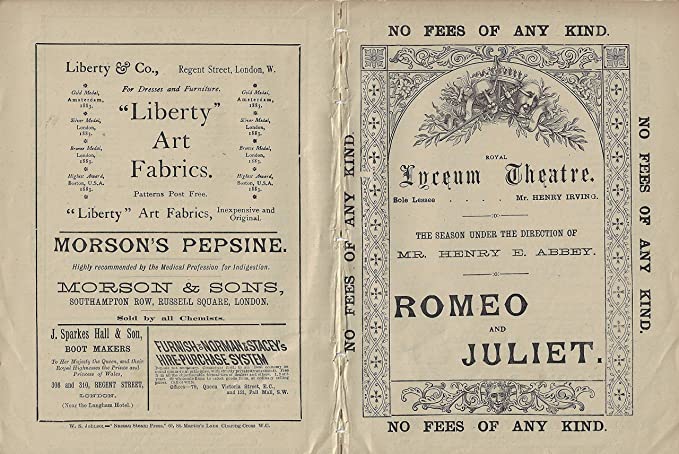 Liberty & Co., Regent Street, London, W.
For Dresses and Furniture.
Gold Medal,
Amsterdam,
1883.
Silver Medal,
London,
1883.
Bronze Medal,
London,
1883.
Highest Award,
Boston, U.S.A.
1883.
"Liberty"
Art
Fabrics.
Patterns Post Free.
Gold Medal,
Amsterdam,
1883.
Silver Medal,
London,
1883.
Bronze Medal,
London,
1883.
Highest Award,
Boston, U.S.A.
1883.
"Liberty" Art Fabrics, Inexpensive and
Original.
MORSON'S PEPSINE.
Highly recommended by the Medical Profession for Indigestion.
MORSON & SONS,
SOUTHAMPTON ROW, RUSSELL SQUARE, LONDON.
Sold by all Chemists.
J. Sparkes Hall & Son,
BOOT MAKERS
To Her Majesty the Queen, and their
Royal Highnesses the Prince and
Princess of Wales,
308 and 310, REGENT STREET,
LONDON.
(Near the Langham Hotel.)
FURNISH on NORMAN & STACEY'S
HIRE-PURCHASE SYSTEM
Offices—79, Queen Victoria Street, E.C.,
and 121, Pall Mall, S.W.
NO FEES OF ANY KIND.
NO FEES OF ANY KIND.
ROYAL
Lyceum Theatre.
Sole Lessee . . . . . Mr. HENRY IRVING.
THE SEASON UNDER THE DIRECTION OF
MR. HENRY E. ABBEY.
ROMEO
AND
JULIET.
NO FEES OF ANY KIND.
NO FEES OF ANY KIND.